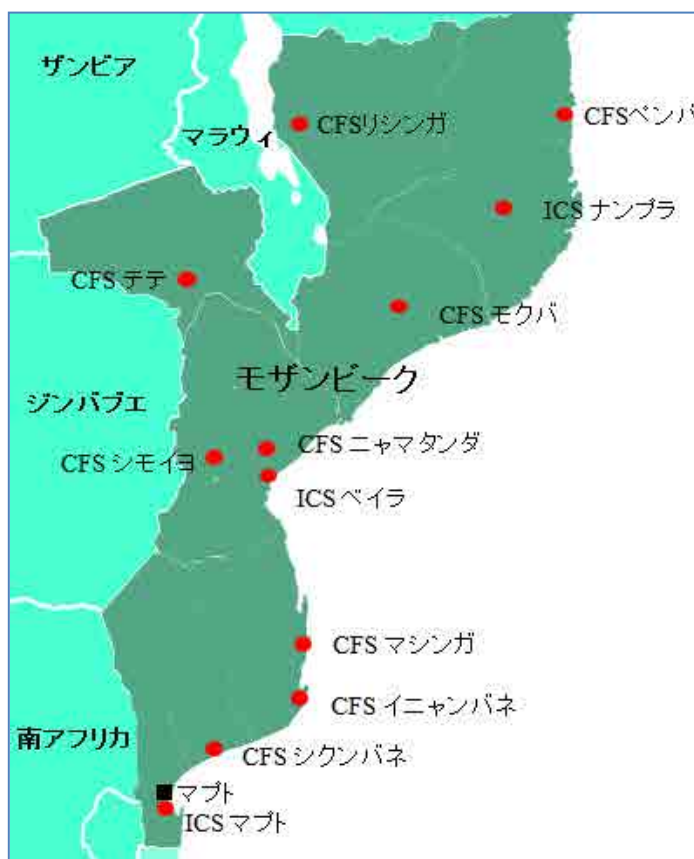 ザンビア
マラウィ
CFSリシンガ
CFSペンバ
ICS ナンプラ
CFS テテ
CFS モクバ
モザンビーク
ジンバブエ
CFS ニャマタンダ
CFS シモイヨ
ICS ベイラ
CFS マシンガ
CFS イニャンバネ
南アフリカ
CFS シクンバネ
マプト
ICS マプト